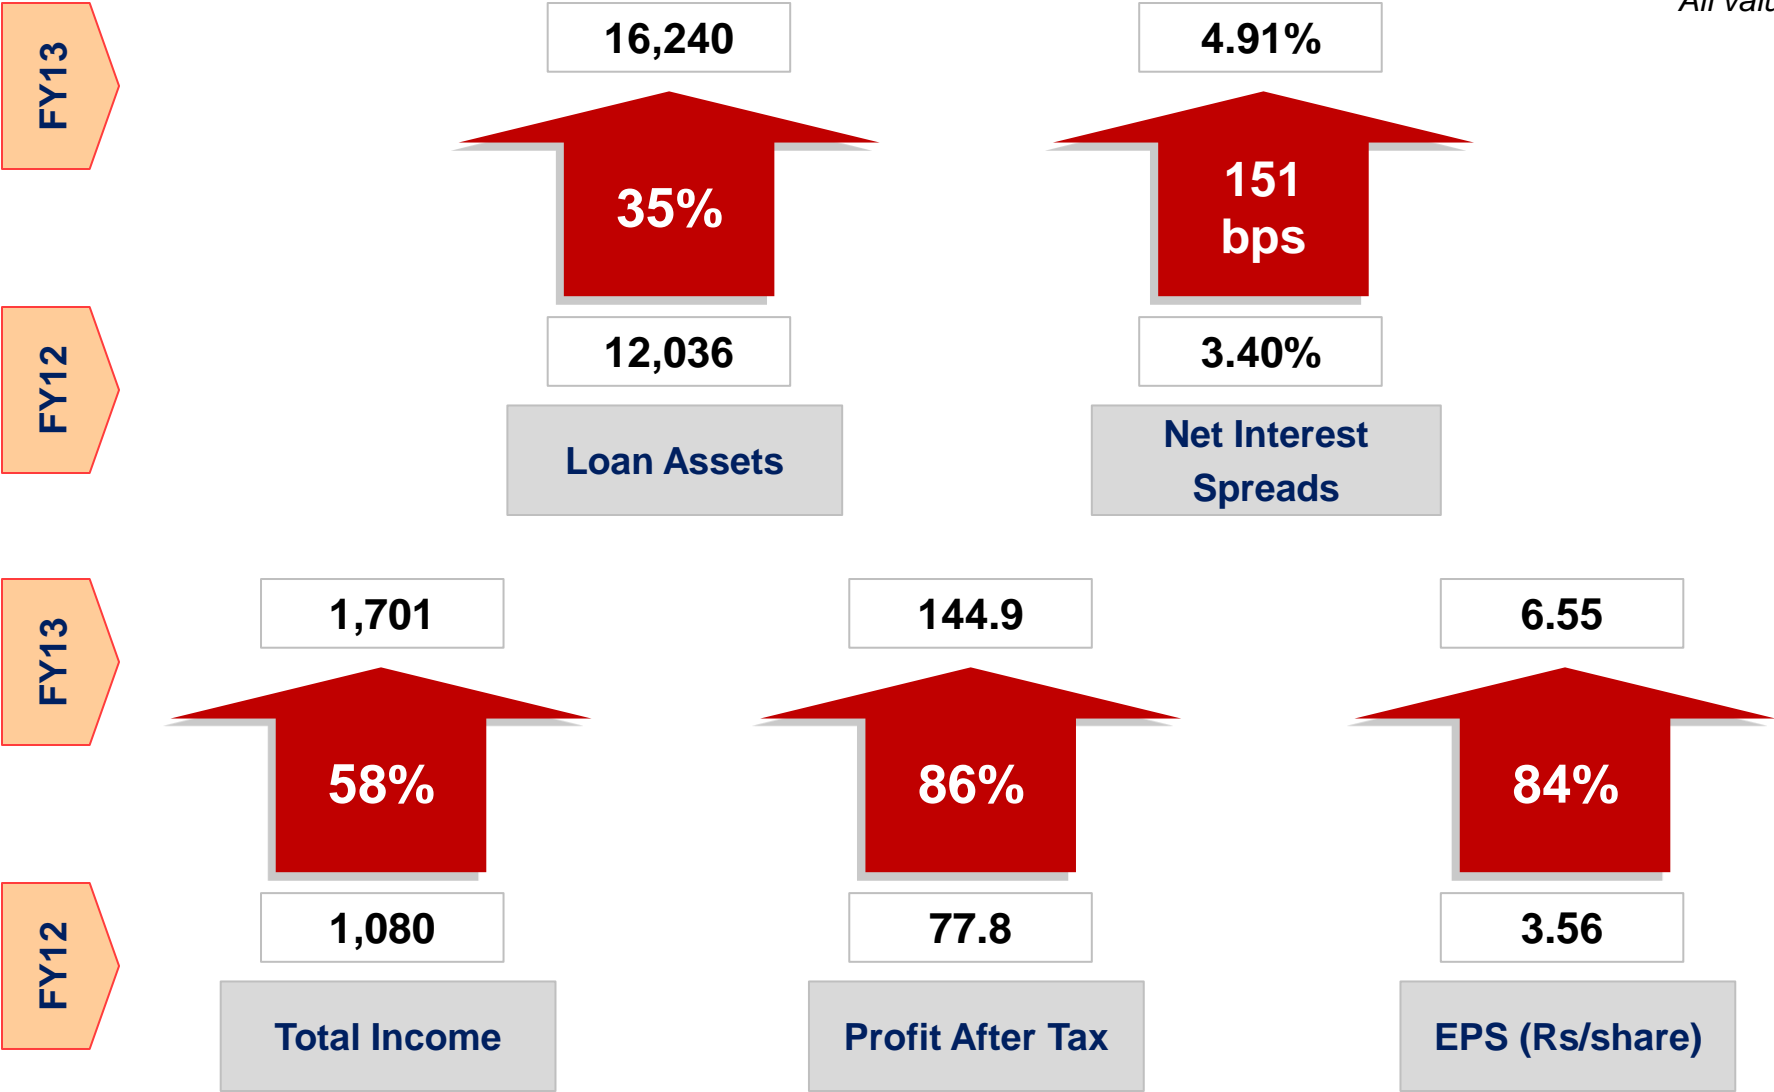 All
FY13
16,240
4.91%
35%
151
bps
FY12
12,036
3.40%
Loan Assets
Net Interest
Spreads
FY13
1,701
144.9
6.55
58%
86%
84%
FY12
1,080
77.8
3.56
Total Income
Profit After Tax
EPS (Rs/share)